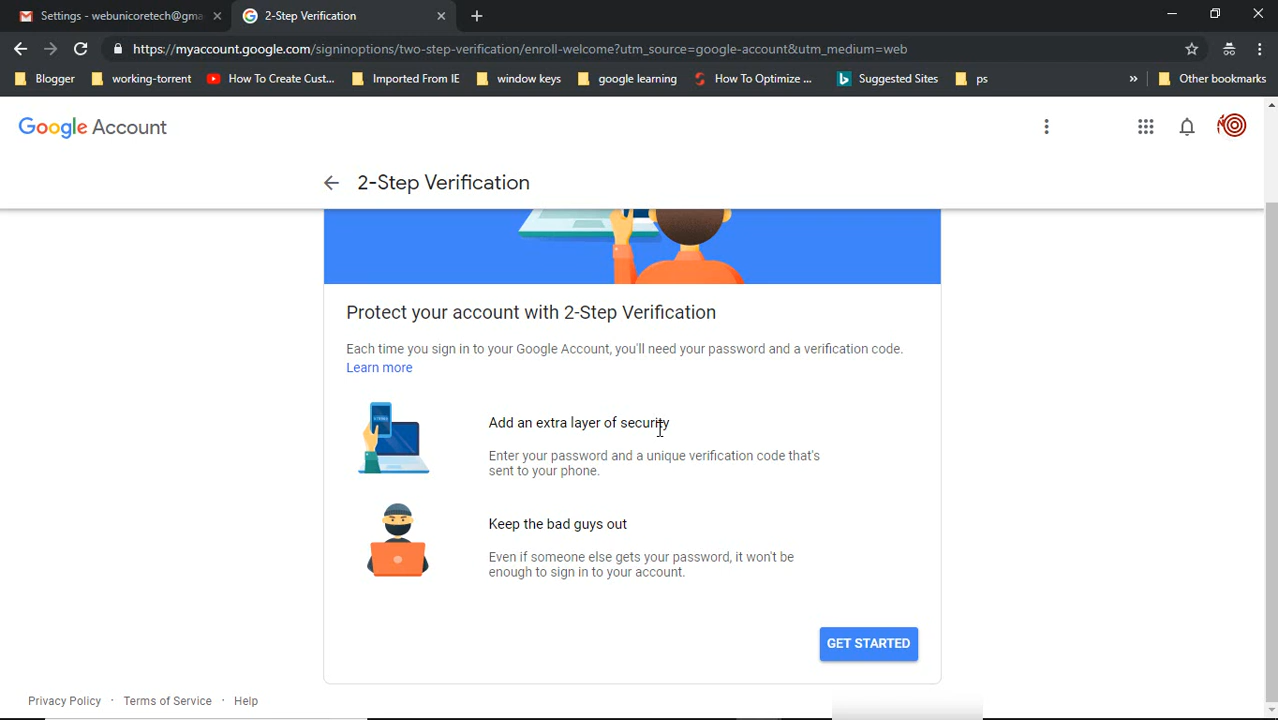 Settings - webunicoretech@gma
2-Step Verification
https://myaccount.google.com/signinoptions/two-step-verification/enroll-welcome?utm_source=google-account&utm_medium=web
Blogger
working-torrent
How To Create Cust...
Imported From IE
window keys
google learning
How To Optimize ...
Suggested Sites
ps
»
Other bookmarks
Google Account
2-Step Verification
Protect your account with 2-Step Verification
Each time you sign in to your Google Account, you'll need your password and a verification code.
Learn more
Add an extra layer of security
Enter your password and a unique verification code that's
sent to your phone.
Keep the bad guys out
Even if someone else gets your password, it won't be
enough to sign in to your account.
GET STARTED
Privacy Policy · Terms of Service · Help